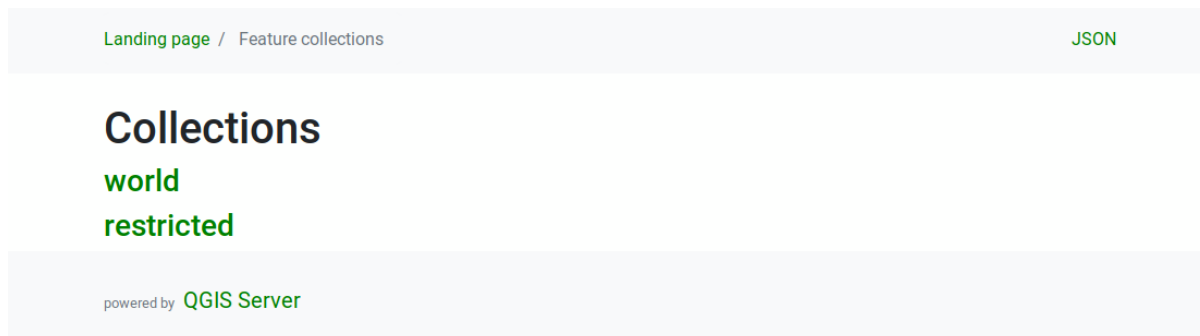 Landing page / Feature collections JSON
Collections
world
restricted
powered by QGIS Server